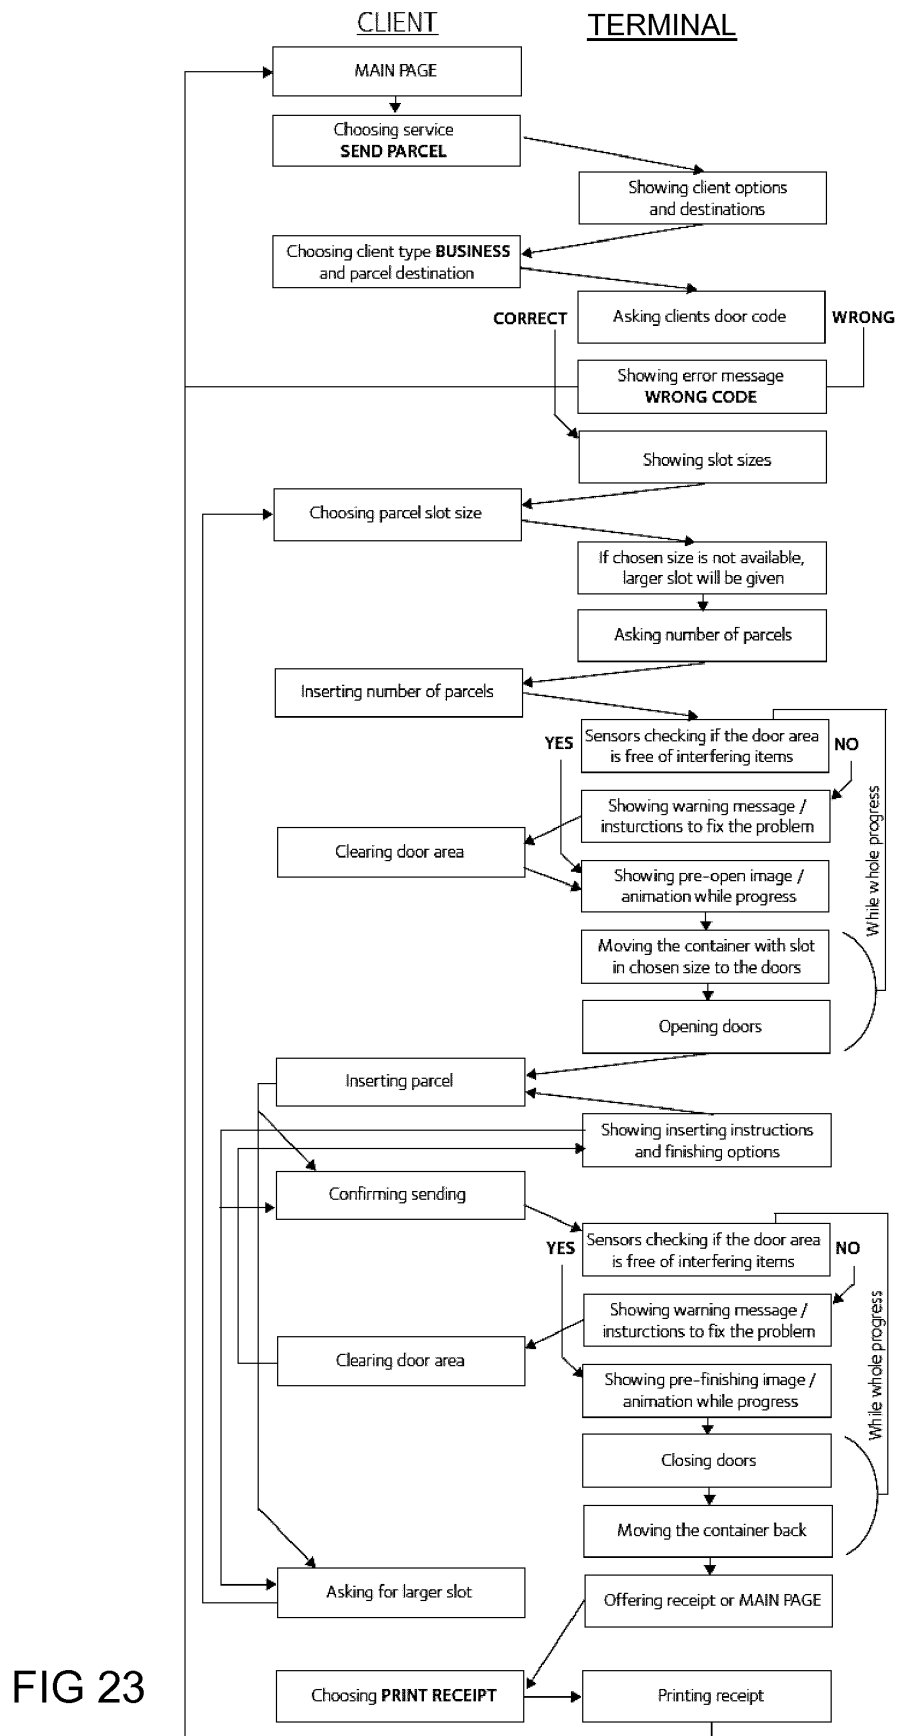 CLIENT
TERMINAL
MAIN PAGE
Choosing service
SEND PARCEL
Showing client options
and destinations
Choosing client type BUSINESS
and parcel destination
CORRECT
Asking clients door code
WRONG
Showing error message
WRONG CODE
Showing slot sizes
Choosing parcel slot size
If chosen size is not available,
larger slot will be given
Asking number of parcels
Inserting number of parcels
YES
Sensors checking if the door area
is free of interfering items
NO
Showing warning message /
insturctions to fix the problem
Clearing door area
Showing pre-open image /
animation while progress
While whole progress
Moving the container with slot
in chosen size to the doors
Opening doors
Inserting parcel
Showing inserting instructions
and finishing options
Confirming sending
YES
Sensors checking if the door area
is free of interfering items
NO
Showing warning message /
insturctions to fix the problem
Clearing door area
Showing pre-finishing image /
animation while progress
While whole progress
Closing doors
Moving the container back
Asking for larger slot
Offering receipt or MAIN PAGE
FIG 23
Choosing PRINT RECEIPT
Printing receipt